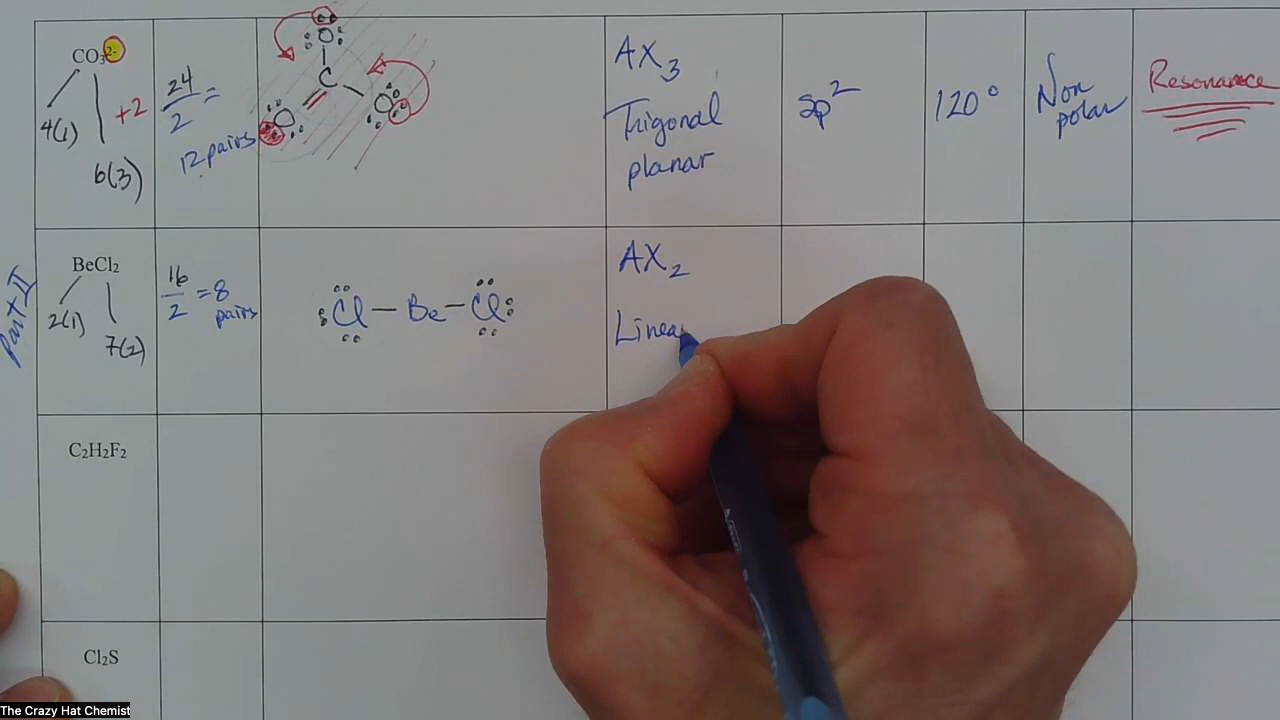 CO₃²⁻
4(1)
+2
6(3)
24
2
=
12 pairs
O
C
O
O
AX₃
Trigonal
planar
sp²
120°
Non
polar
Resonance
Part II
BeCl₂
2(1)
7(2)
16
2
= 8
pairs
Cl — Be — Cl
AX₂
Linea
C₂H₂F₂
Cl₂S
The Crazy Hat Chemist